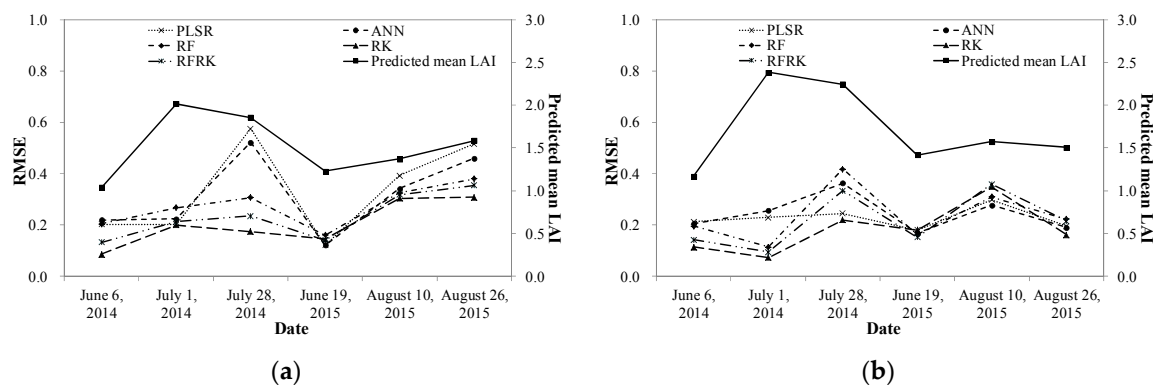 1.0
0.8
0.6
0.4
0.2
0.0
RMSE
PLSR
ANN
RF
RK
RFRK
Predicted mean LAI
3.0
2.5
2.0
1.5
1.0
0.5
0.0
Predicted mean LAI
June 6, 2014
July 1, 2014
July 28, 2014
June 19, 2015
August 10, 2015
August 26, 2015
Date
(a)
1.0
0.8
0.6
0.4
0.2
0.0
RMSE
PLSR
ANN
RF
RK
RFRK
Predicted mean LAI
3.0
2.5
2.0
1.5
1.0
0.5
0.0
Predicted mean LAI
June 6, 2014
July 1, 2014
July 28, 2014
June 19, 2015
August 10, 2015
August 26, 2015
Date
(b)